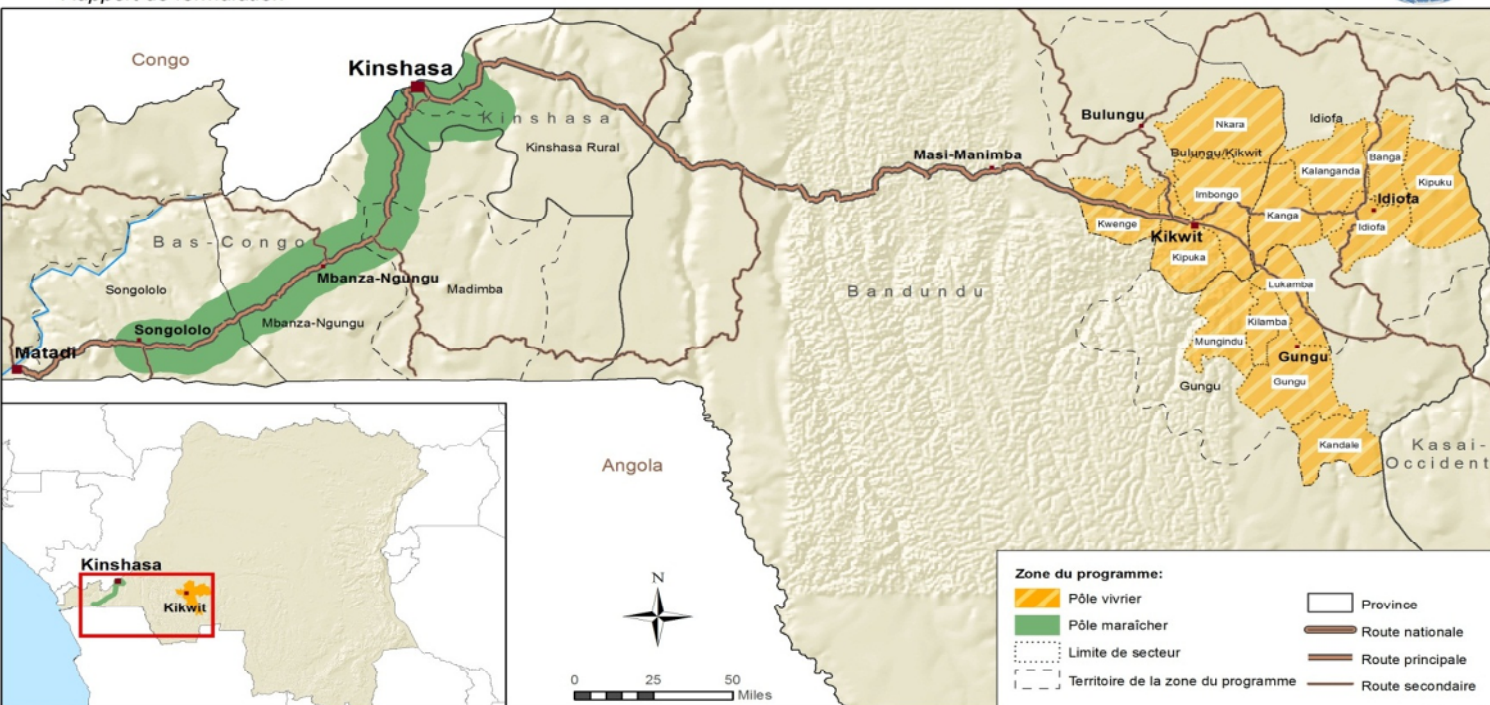 Congo
Kinshasa
Kinshasa
Kinshasa Rural
Bas-Congo
Songololo
Mbanza-Ngungu
Mbanza-Ngungu
Madimba
Songololo
Matadi
Masi-Manimba
Bandundu
Angola
Bulungu
Nkara
Idiofa
Bulungu/Kikwit
Banga
Kalanganda
Kipuku
Imbongo
Idiofa
Kanga
Kwenge
Idiofa
Kikwit
Kipuka
Lukamba
Kilamba
Mungindu
Gungu
Gungu
Gungu
Kandale
Kasai-
Occident
Kinshasa
Kikwit
N
0 25 50
Miles
Zone du programme:
Pôle vivrier
Pôle maraîcher
Limite de secteur
Territoire de la zone du programme
Province
Route nationale
Route principale
Route secondaire